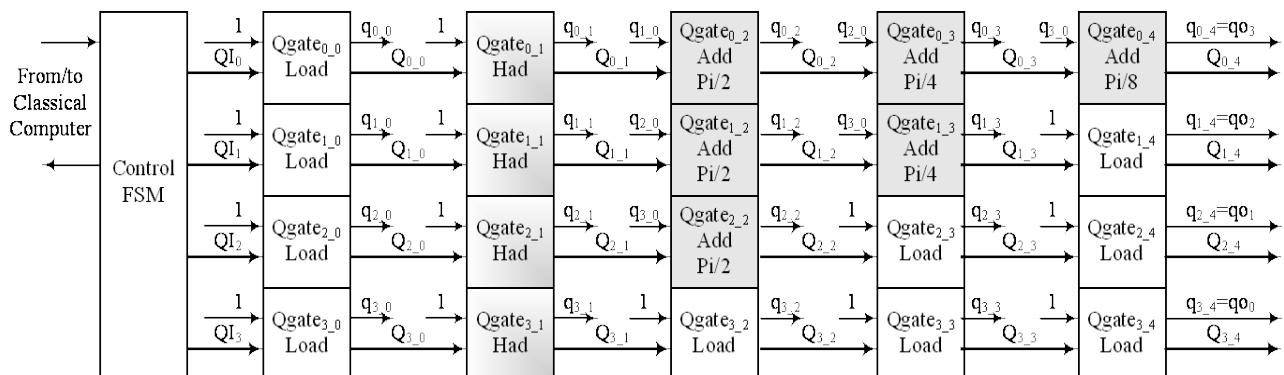 From/to
Classical
Computer
Control
FSM
1 q0_0 1 q0_1 q1_0 q0_2 q2_0 q0_3 q3_0 q0_4=qo3
QI0 Qgate0_0 Q0_0 Qgate0_1 Q0_1 Qgate0_2 Q0_2 Qgate0_3 Q0_3 Qgate0_4 Q0_4
Load Had Add Add Add
Pi/2 Pi/4 Pi/8
1 q1_0 1 q1_1 q2_0 q1_2 q3_0 q1_3 1 q1_4=qo2
QI1 Qgate1_0 Q1_0 Qgate1_1 Q1_1 Qgate1_2 Q1_2 Qgate1_3 Q1_3 Qgate1_4 Q1_4
Load Had Add Add Load
Pi/2 Pi/4
1 q2_0 1 q2_1 q3_0 q2_2 1 q2_3 1 q2_4=qo1
QI2 Qgate2_0 Q2_0 Qgate2_1 Q2_1 Qgate2_2 Q2_2 Qgate2_3 Q2_3 Qgate2_4 Q2_4
Load Had Add Load Load
Pi/2
1 q3_0 1 q3_1 1 q3_2 1 q3_3 1 q3_4=qo0
QI3 Qgate3_0 Q3_0 Qgate3_1 Q3_1 Qgate3_2 Q3_2 Qgate3_3 Q3_3 Qgate3_4 Q3_4
Load Had Load Load Load